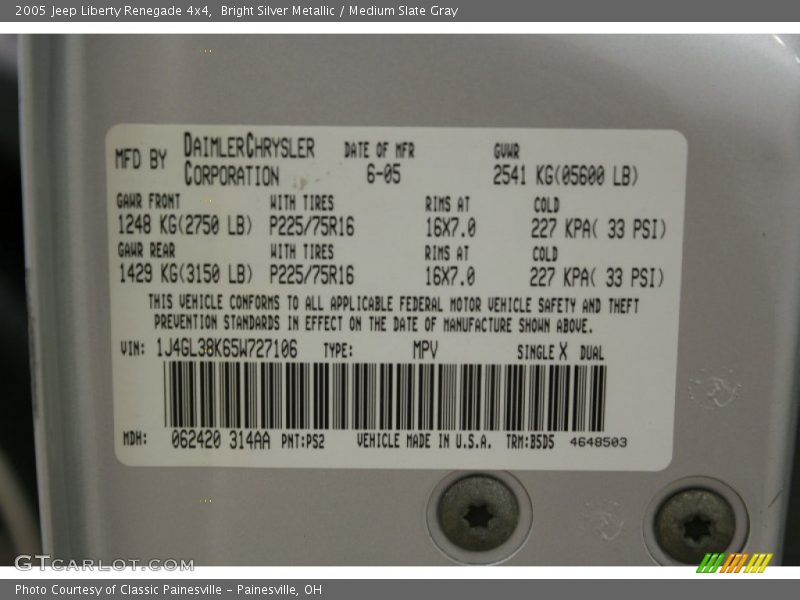 2005 Jeep Liberty Renegade 4x4,  Bright Silver Metallic / Medium Slate Gray
MFD BY DAIMLERCHRYSLER CORPORATION DATE OF MFR 6-05 GVWR 2541 KG(05600 LB)
GAWR FRONT WITH TIRES RIMS AT COLD
1248 KG(2750 LB) P225/75R16 16X7.0 227 KPA( 33 PSI)
GAWR REAR WITH TIRES RIMS AT COLD
1429 KG(3150 LB) P225/75R16 16X7.0 227 KPA( 33 PSI)
THIS VEHICLE CONFORMS TO ALL APPLICABLE FEDERAL MOTOR VEHICLE SAFETY AND THEFT
PREVENTION STANDARDS IN EFFECT ON THE DATE OF MANUFACTURE SHOWN ABOVE.
VIN: 1J4GL38K65W727106 TYPE: MPV SINGLE X DUAL
MDH: 062420 314AA PNT:PS2 VEHICLE MADE IN U.S.A. TRM:B5D5 4648503
GTCARLOT.COM
Photo Courtesy of Classic Painesville - Painesville, OH